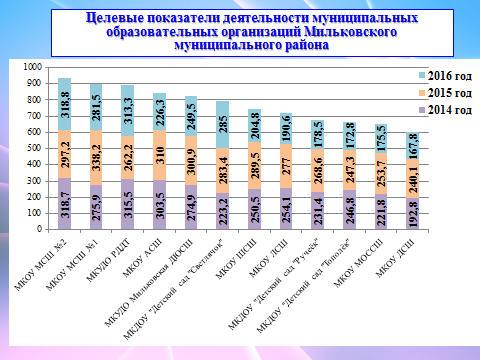 Целевые показатели деятельности муниципальных
образовательных организаций Мильковского
муниципального района
1000
900
800
700
600
500
400
300
200
100
0
2016 год
2015 год
2014 год
318,8 281,5 313,3 226,3 249,5 285 204,8 190,6 178,5 172,8 175,5 167,8
297,2 338,2 262,2 310 300,9 283,4 289,5 277 268,6 247,3 253,7 240,1
318,7 275,9 315,5 303,5 274,9 223,2 250,5 254,1 231,4 246,8 221,8 192,8
МКОУ МСШ №2
МКОУ МСШ №1
МКУДО РДДТ
МКОУ АСШ
МКУДО Мильковская ДЮСШ
МКДОУ "Детский сад "Светлячок"
МКОУ ШСШ
МКОУ ЛСШ
МКДОУ "Детский сад "Ручеёк"
МКДОУ "Детский сад "Тополёк"
МКОУ МОССШ
МКОУ ДСШ